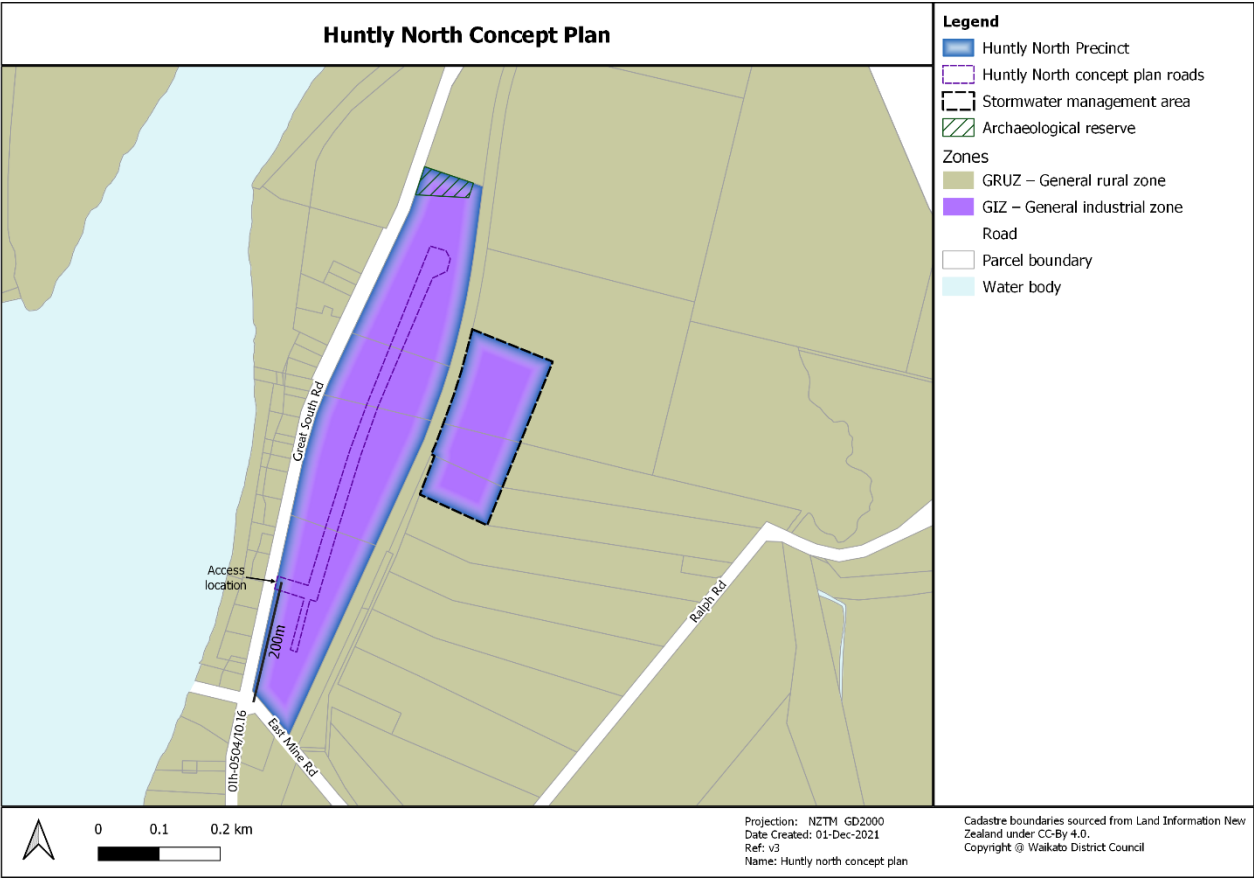 Huntly North Concept Plan
Legend
Huntly North Precinct
Huntly North concept plan roads
Stormwater management area
Archaeological reserve
Zones
GRUZ – General rural zone
GIZ – General industrial zone
Road
Parcel boundary
Water body
Great South Rd
Access
location
200m
Ralph Rd
01h-0504/10.16
East Mine Rd
0 0.1 0.2 km
Projection: NZTM GD2000
Date Created: 01-Dec-2021
Ref: v3
Name: Huntly north concept plan
Cadastre boundaries sourced from Land Information New
Zealand under CC-By 4.0.
Copyright @ Waikato District Council